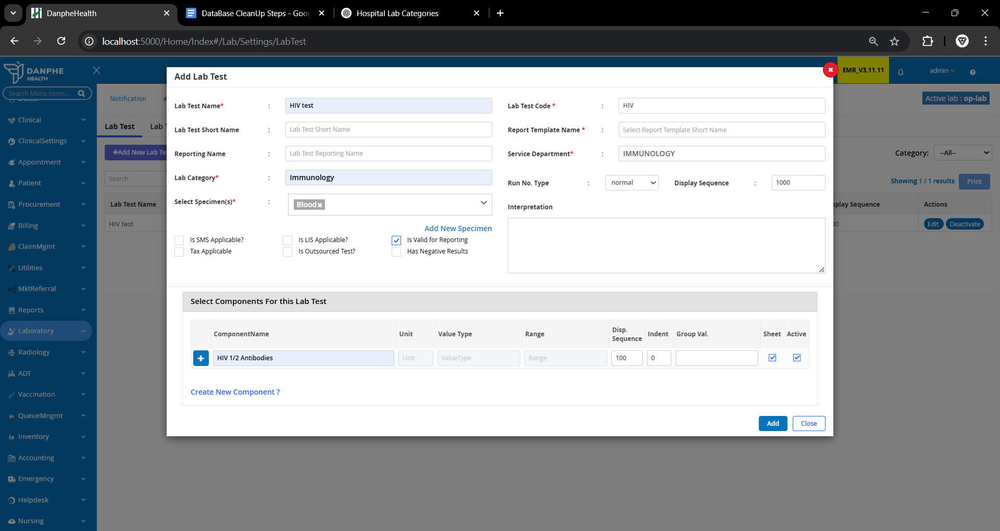 DanpheHealth
DataBase CleanUp Steps - Goo
Hospital Lab Categories
localhost:5000/Home/Index#/Lab/Settings/LabTest
DANPHE
HEALTH
Search Menu Items...
Doctor
Clinical
ClinicalSettings
Appointment
Patient
Procurement
Billing
ClaimMgmt
Utilities
MktReferral
Reports
Laboratory
Radiology
ADT
Vaccination
QueueMngmt
Inventory
Accounting
Emergency
Helpdesk
Nursing
EMR_V3.11.11
admin
Notification
Active lab : op-lab
Lab Test
Lab T
+Add New Lab Tes
Category:
--All--
Search
Showing 1 / 1 results
Print
Lab Test Name
splay Sequence
Actions
HIV test
00
Edit
Deactivate
Add Lab Test
Lab Test Name* : HIV test
Lab Test Code * : HIV
Lab Test Short Name : Lab Test Short Name
Report Template Name * : Select Report Template Short Name
Reporting Name : Lab Test Reporting Name
Service Department* : IMMUNOLOGY
Lab Category* : Immunology
Run No. Type : normal
Display Sequence : 1000
Select Specimen(s)* : Blood
Interpretation
Add New Specimen
Is SMS Applicable?
Is LIS Applicable?
Is Valid for Reporting
Tax Applicable
Is Outsourced Test?
Has Negative Results
Select Components For this Lab Test
ComponentName
Unit
Value Type
Range
Disp.
Sequence
Indent
Group Val.
Sheet
Active
HIV 1/2 Antibodies
Unit
ValueType
Range
100
0
Create New Component ?
Add
Close